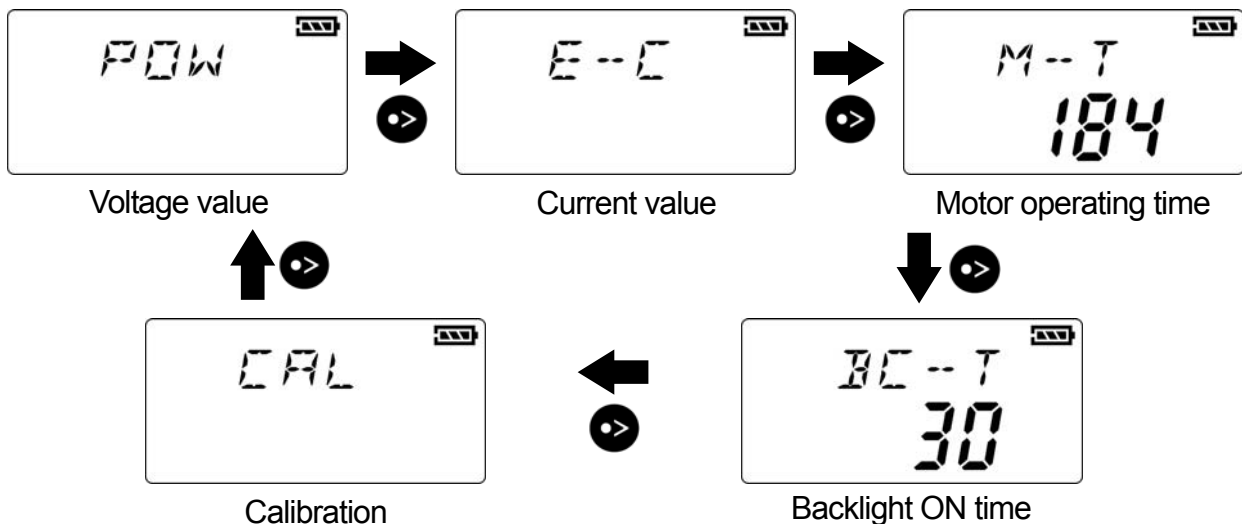 POW
Voltage value
E--C
Current value
M--T
184
Motor operating time
BC--T
30
Backlight ON time
CAL
Calibration